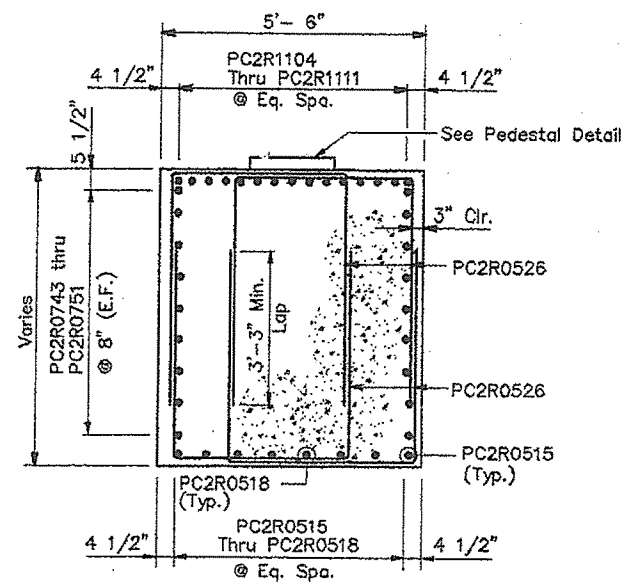 5'- 6"
PC2R1104
4 1/2" Thru PC2R1111 4 1/2"
@ Eq. Spa.
5 1/2"
See Pedestal Detail
3" Clr.
Varies
PC2R0743 thru
PC2R0751
@ 8" (E.F.)
3'-3" Min.
Lap
PC2R0526
PC2R0526
PC2R0518
(Typ.)
PC2R0515
(Typ.)
PC2R0515
4 1/2" Thru PC2R0518 4 1/2"
@ Eq. Spa.